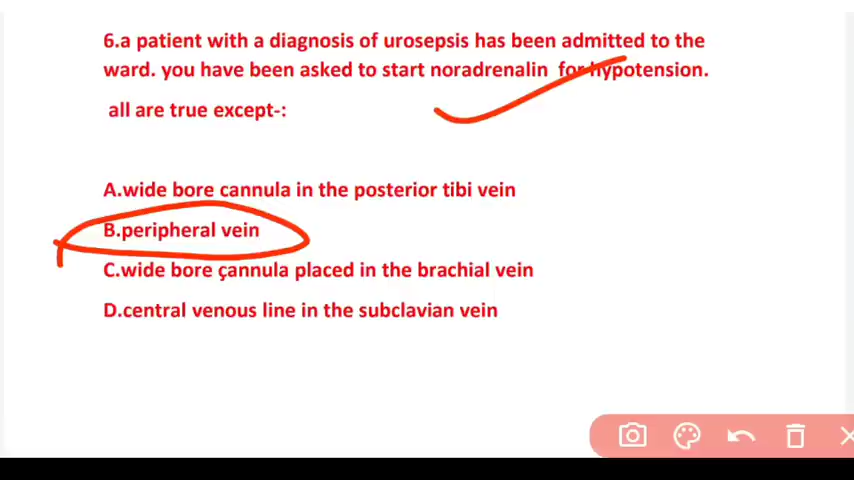 6.a patient with a diagnosis of urosepsis has been admitted to the
ward. you have been asked to start noradrenalin for hypotension.
all are true except-:
A.wide bore cannula in the posterior tibi vein
B.peripheral vein
C.wide bore çannula placed in the brachial vein
D.central venous line in the subclavian vein